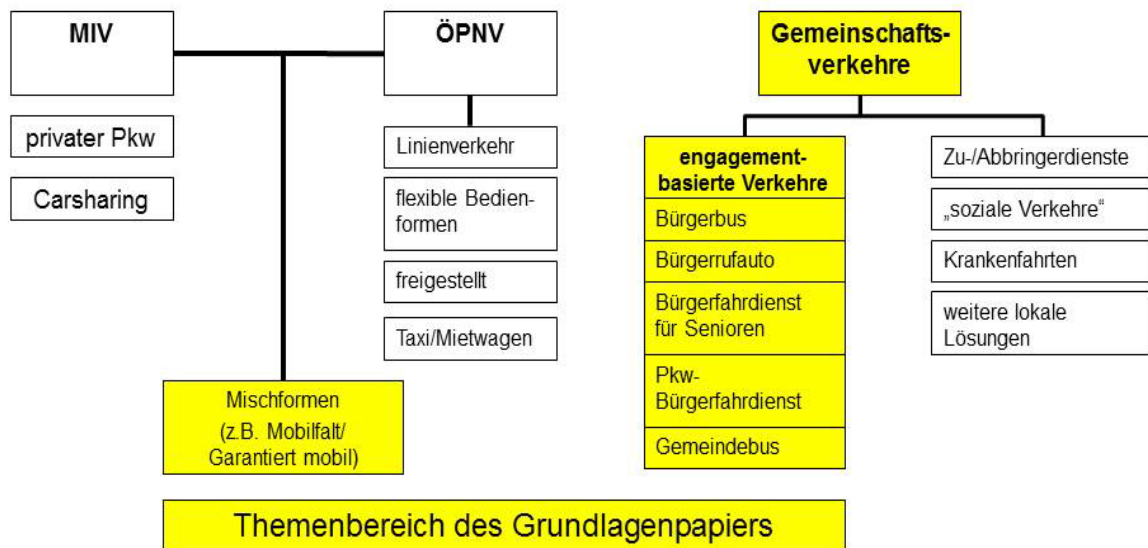 MIV
privater Pkw
Carsharing
ÖPNV
Linienverkehr
flexible Bedien-
formen
freigestellt
Taxi/Mietwagen
Mischformen
(z.B. Mobilfalt/
Garantiert mobil)
Gemeinschafts-
verkehre
engagement-
basierte Verkehre
Bürgerbus
Bürgerrufauto
Bürgerfahrdienst
für Senioren
Pkw-
Bürgerfahrdienst
Gemeindebus
Zu-/Abbringerdienste
„soziale Verkehre“
Krankenfahrten
weitere lokale
Lösungen
Themenbereich des Grundlagenpapiers